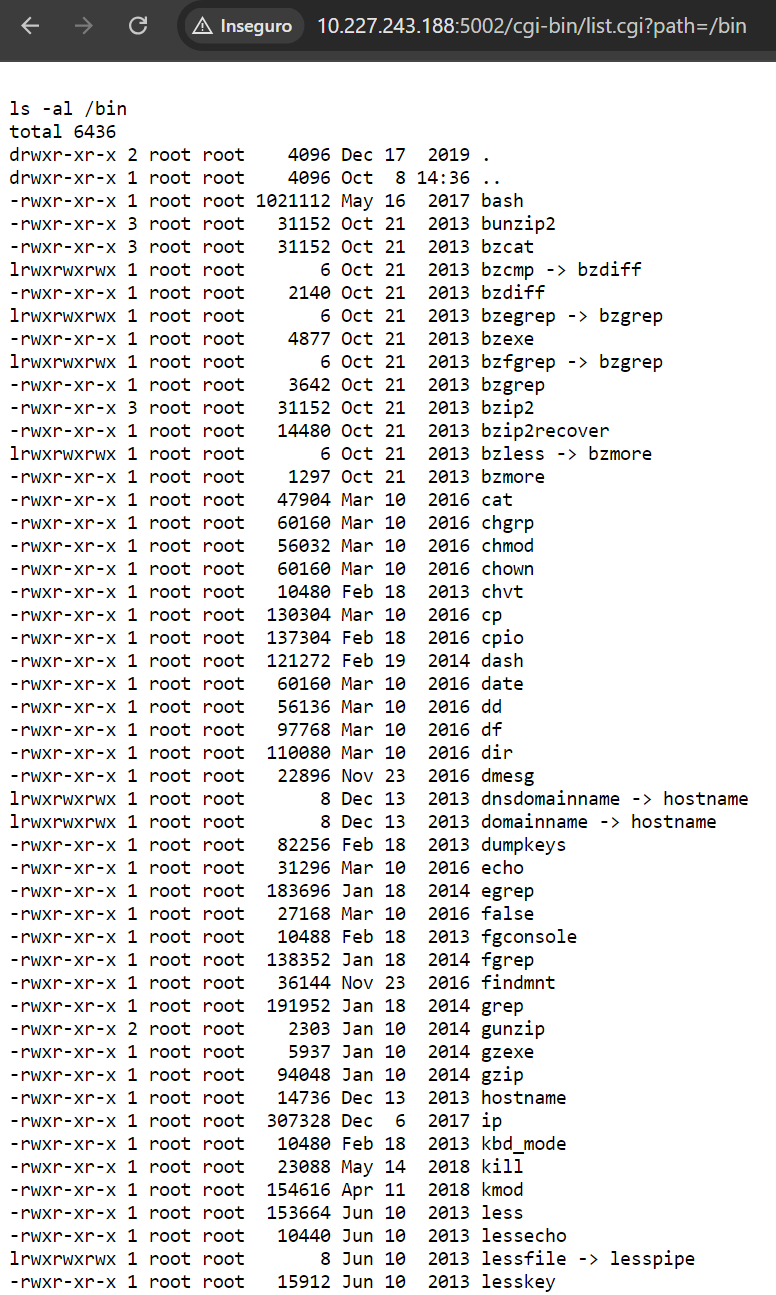 Inseguro 10.227.243.188:5002/cgi-bin/list.cgi?path=/bin
ls -al /bin
total 6436
drwxr-xr-x 2 root root    4096 Dec 17  2019 .
drwxr-xr-x 1 root root    4096 Oct  8 14:36 ..
-rwxr-xr-x 1 root root 1021112 May 16  2017 bash
-rwxr-xr-x 3 root root   31152 Oct 21  2013 bunzip2
-rwxr-xr-x 3 root root   31152 Oct 21  2013 bzcat
lrwxrwxrwx 1 root root       6 Oct 21  2013 bzcmp -> bzdiff
-rwxr-xr-x 1 root root    2140 Oct 21  2013 bzdiff
lrwxrwxrwx 1 root root       6 Oct 21  2013 bzegrep -> bzgrep
-rwxr-xr-x 1 root root    4877 Oct 21  2013 bzexe
lrwxrwxrwx 1 root root       6 Oct 21  2013 bzfgrep -> bzgrep
-rwxr-xr-x 1 root root    3642 Oct 21  2013 bzgrep
-rwxr-xr-x 3 root root   31152 Oct 21  2013 bzip2
-rwxr-xr-x 1 root root   14480 Oct 21  2013 bzip2recover
lrwxrwxrwx 1 root root       6 Oct 21  2013 bzless -> bzmore
-rwxr-xr-x 1 root root    1297 Oct 21  2013 bzmore
-rwxr-xr-x 1 root root   47904 Mar 10  2016 cat
-rwxr-xr-x 1 root root   60160 Mar 10  2016 chgrp
-rwxr-xr-x 1 root root   56032 Mar 10  2016 chmod
-rwxr-xr-x 1 root root   60160 Mar 10  2016 chown
-rwxr-xr-x 1 root root   10480 Feb 18  2013 chvt
-rwxr-xr-x 1 root root  130304 Mar 10  2016 cp
-rwxr-xr-x 1 root root  137304 Feb 18  2016 cpio
-rwxr-xr-x 1 root root  121272 Feb 19  2014 dash
-rwxr-xr-x 1 root root   60160 Mar 10  2016 date
-rwxr-xr-x 1 root root   56136 Mar 10  2016 dd
-rwxr-xr-x 1 root root   97768 Mar 10  2016 df
-rwxr-xr-x 1 root root  110080 Mar 10  2016 dir
-rwxr-xr-x 1 root root   22896 Nov 23  2016 dmesg
lrwxrwxrwx 1 root root       8 Dec 13  2013 dnsdomainname -> hostname
lrwxrwxrwx 1 root root       8 Dec 13  2013 domainname -> hostname
-rwxr-xr-x 1 root root   82256 Feb 18  2013 dumpkeys
-rwxr-xr-x 1 root root   31296 Mar 10  2016 echo
-rwxr-xr-x 1 root root  183696 Jan 18  2014 egrep
-rwxr-xr-x 1 root root   27168 Mar 10  2016 false
-rwxr-xr-x 1 root root   10488 Feb 18  2013 fgconsole
-rwxr-xr-x 1 root root  138352 Jan 18  2014 fgrep
-rwxr-xr-x 1 root root   36144 Nov 23  2016 findmnt
-rwxr-xr-x 1 root root  191952 Jan 18  2014 grep
-rwxr-xr-x 2 root root    2303 Jan 10  2014 gunzip
-rwxr-xr-x 1 root root    5937 Jan 10  2014 gzexe
-rwxr-xr-x 1 root root   94048 Jan 10  2014 gzip
-rwxr-xr-x 1 root root   14736 Dec 13  2013 hostname
-rwxr-xr-x 1 root root  307328 Dec  6  2017 ip
-rwxr-xr-x 1 root root   10480 Feb 18  2013 kbd_mode
-rwxr-xr-x 1 root root   23088 May 14  2018 kill
-rwxr-xr-x 1 root root  154616 Apr 11  2018 kmod
-rwxr-xr-x 1 root root  153664 Jun 10  2013 less
-rwxr-xr-x 1 root root   10440 Jun 10  2013 lessecho
lrwxrwxrwx 1 root root       8 Jun 10  2013 lessfile -> lesspipe
-rwxr-xr-x 1 root root   15912 Jun 10  2013 lesskey